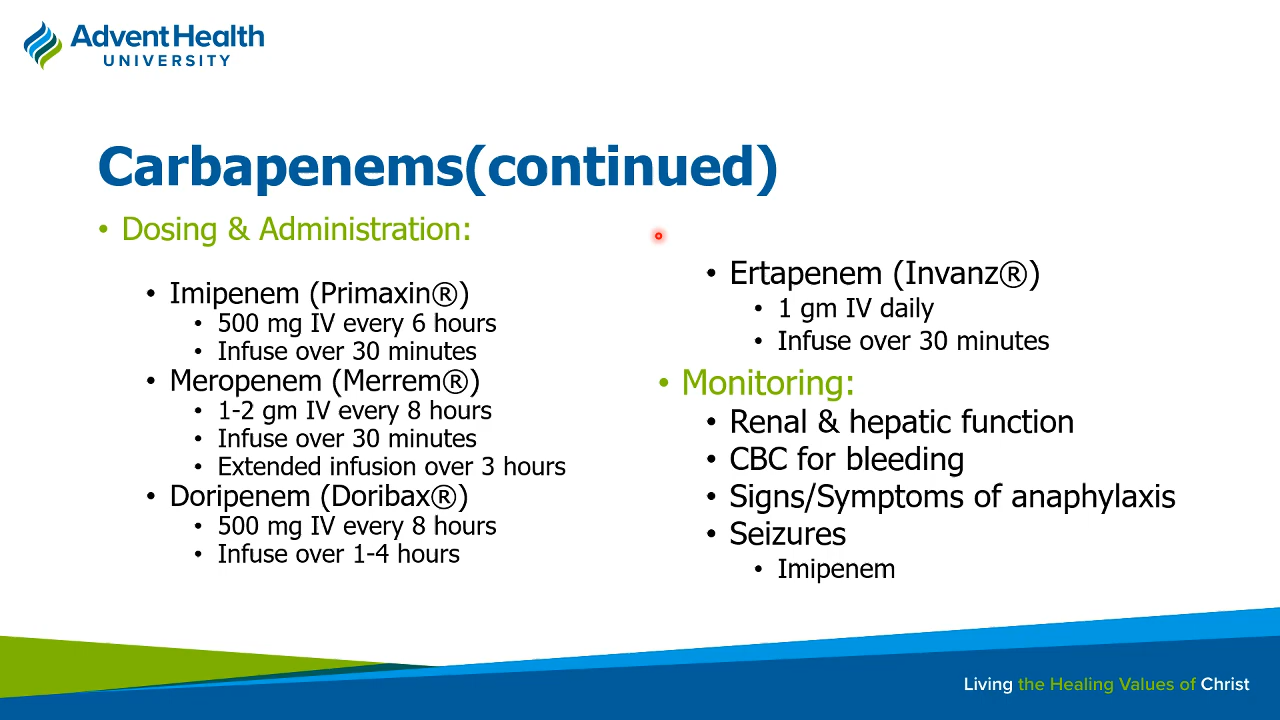 AdventHealth
UNIVERSITY
Carbapenems(continued)
• Dosing & Administration:
• Imipenem (Primaxin®)
• 500 mg IV every 6 hours
• Infuse over 30 minutes
• Meropenem (Merrem®)
• 1-2 gm IV every 8 hours
• Infuse over 30 minutes
• Extended infusion over 3 hours
• Doripenem (Doribax®)
• 500 mg IV every 8 hours
• Infuse over 1-4 hours
• Ertapenem (Invanz®)
• 1 gm IV daily
• Infuse over 30 minutes
• Monitoring:
• Renal & hepatic function
• CBC for bleeding
• Signs/Symptoms of anaphylaxis
• Seizures
• Imipenem
Living the Healing Values of Christ